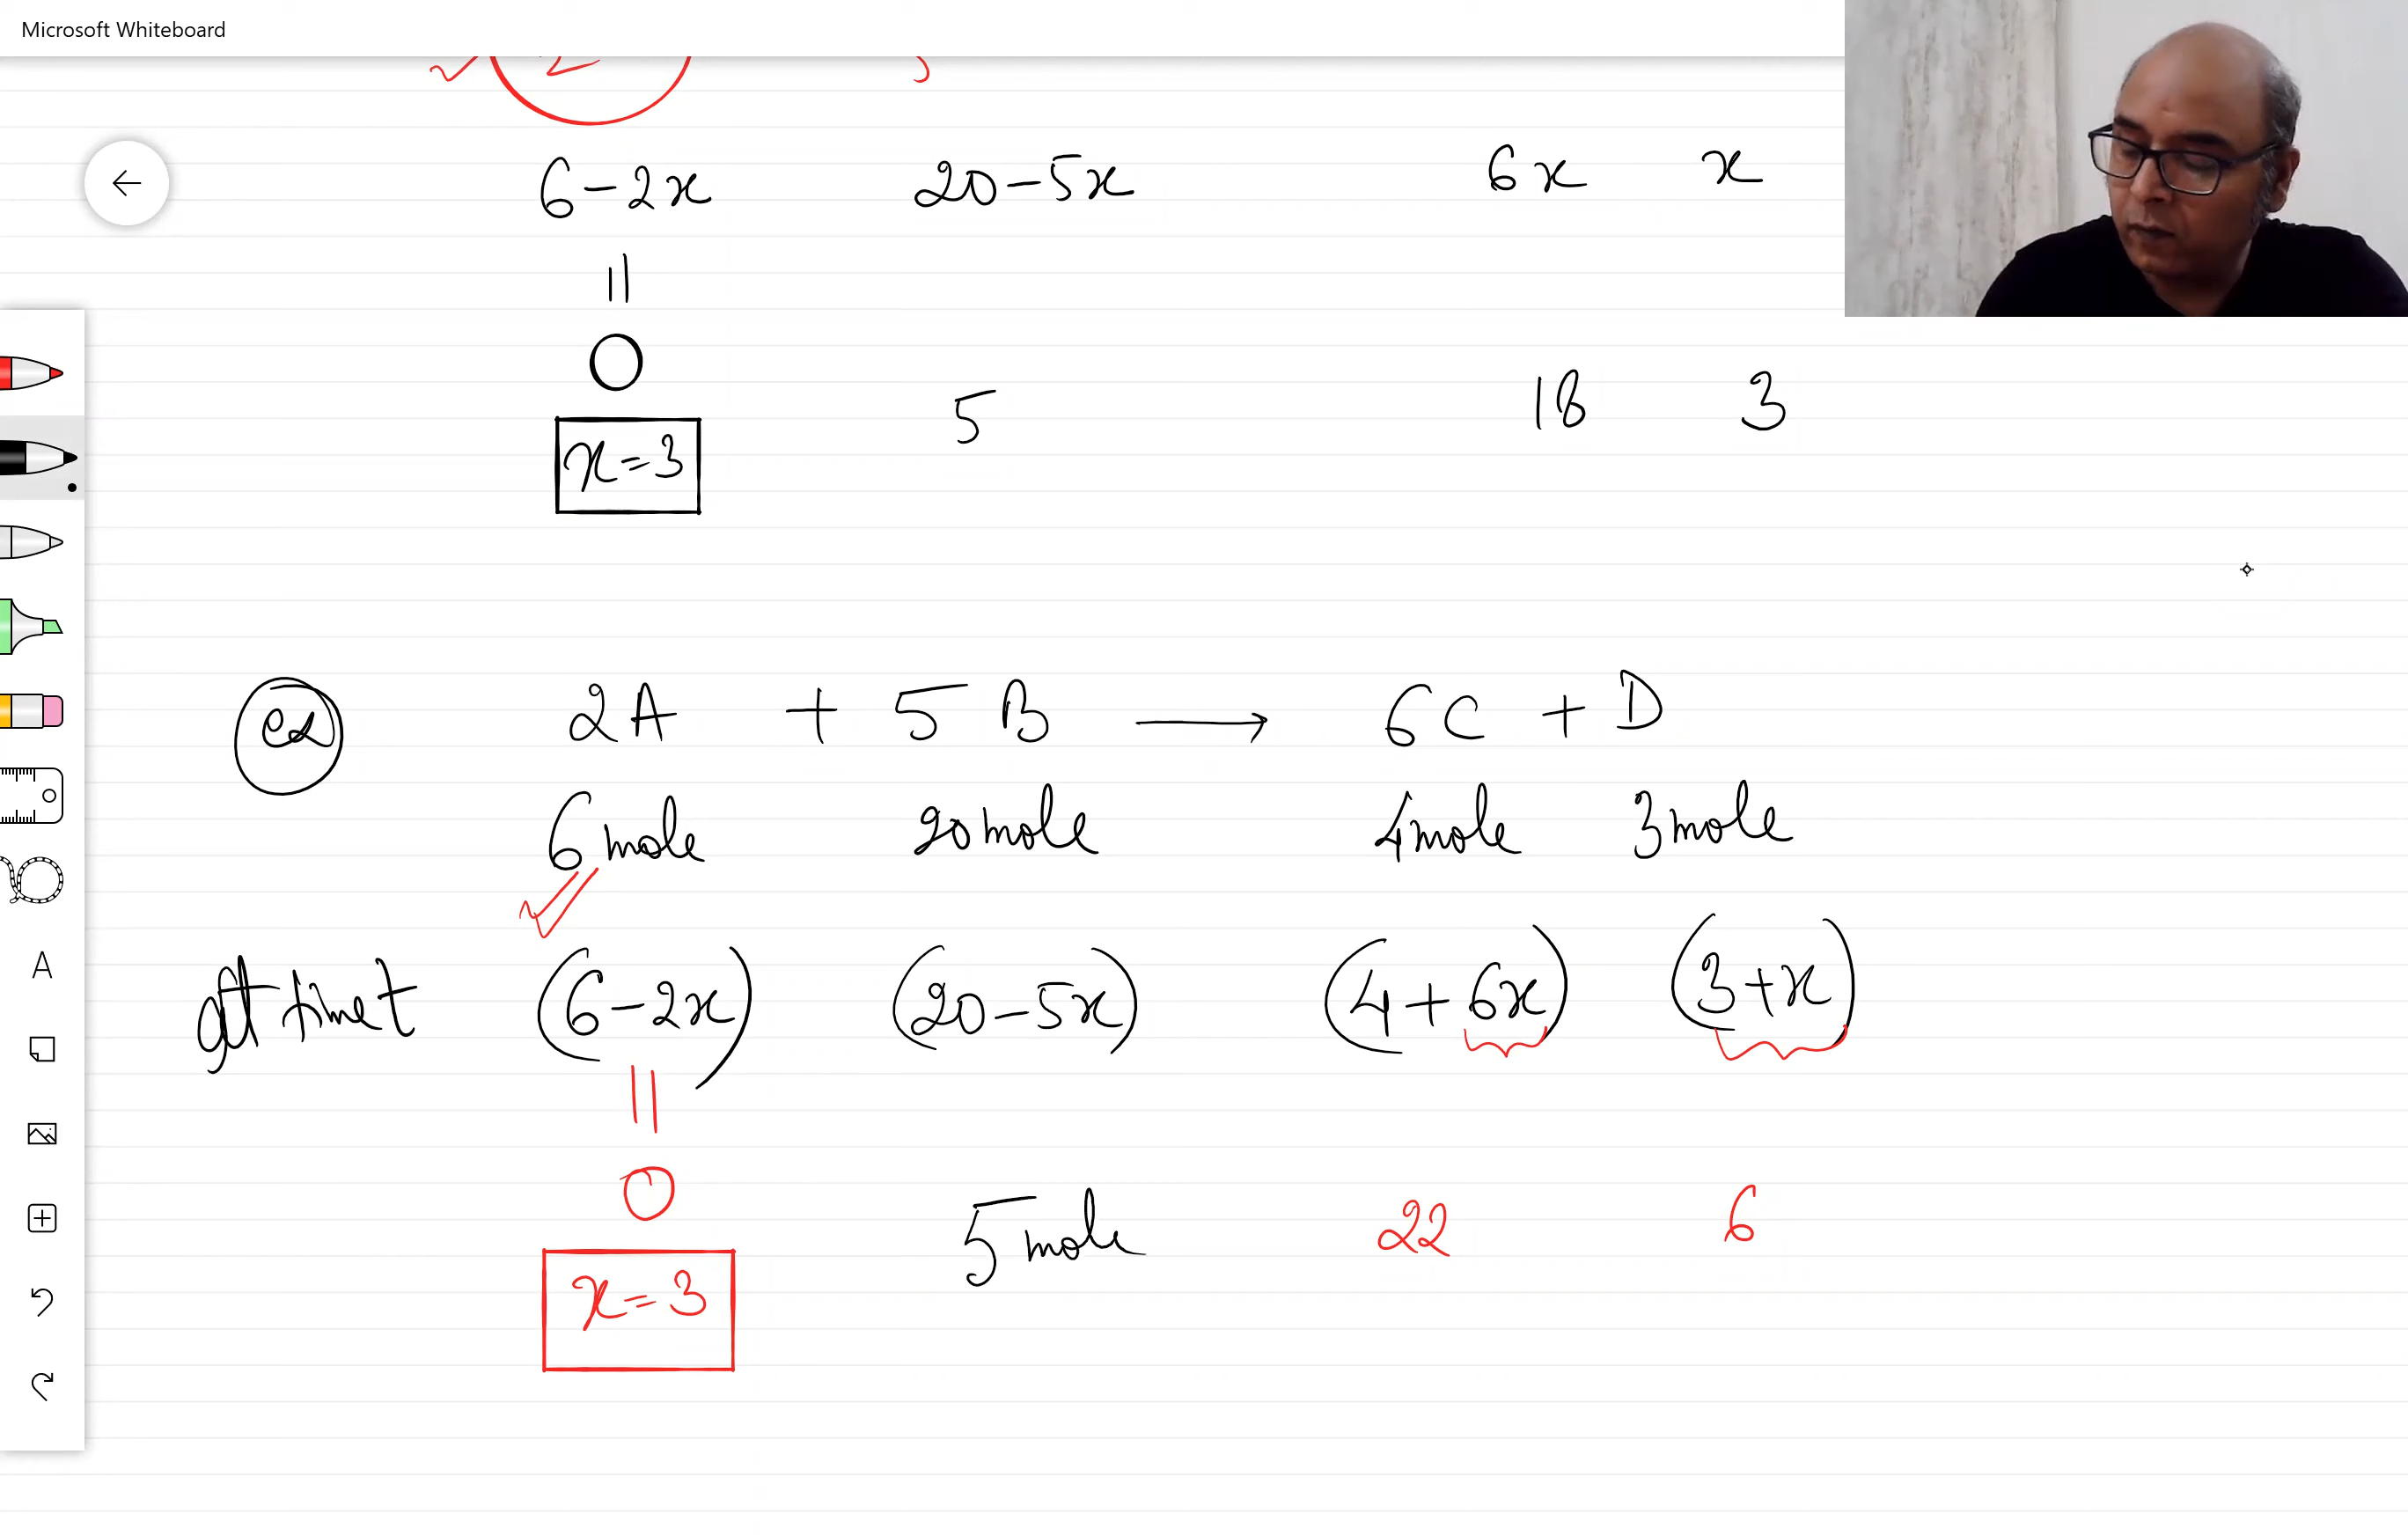 Microsoft Whiteboard
6-2x 20-5x 6x x
||
0
5 18 3
x=3
ex 2A + 5B → 6C + D
6 mole 20 mole 4 mole 3 mole
at time t (6-2x) (20-5x) (4+6x) (3+x)
||
0
5 mole 22 6
x=3
A